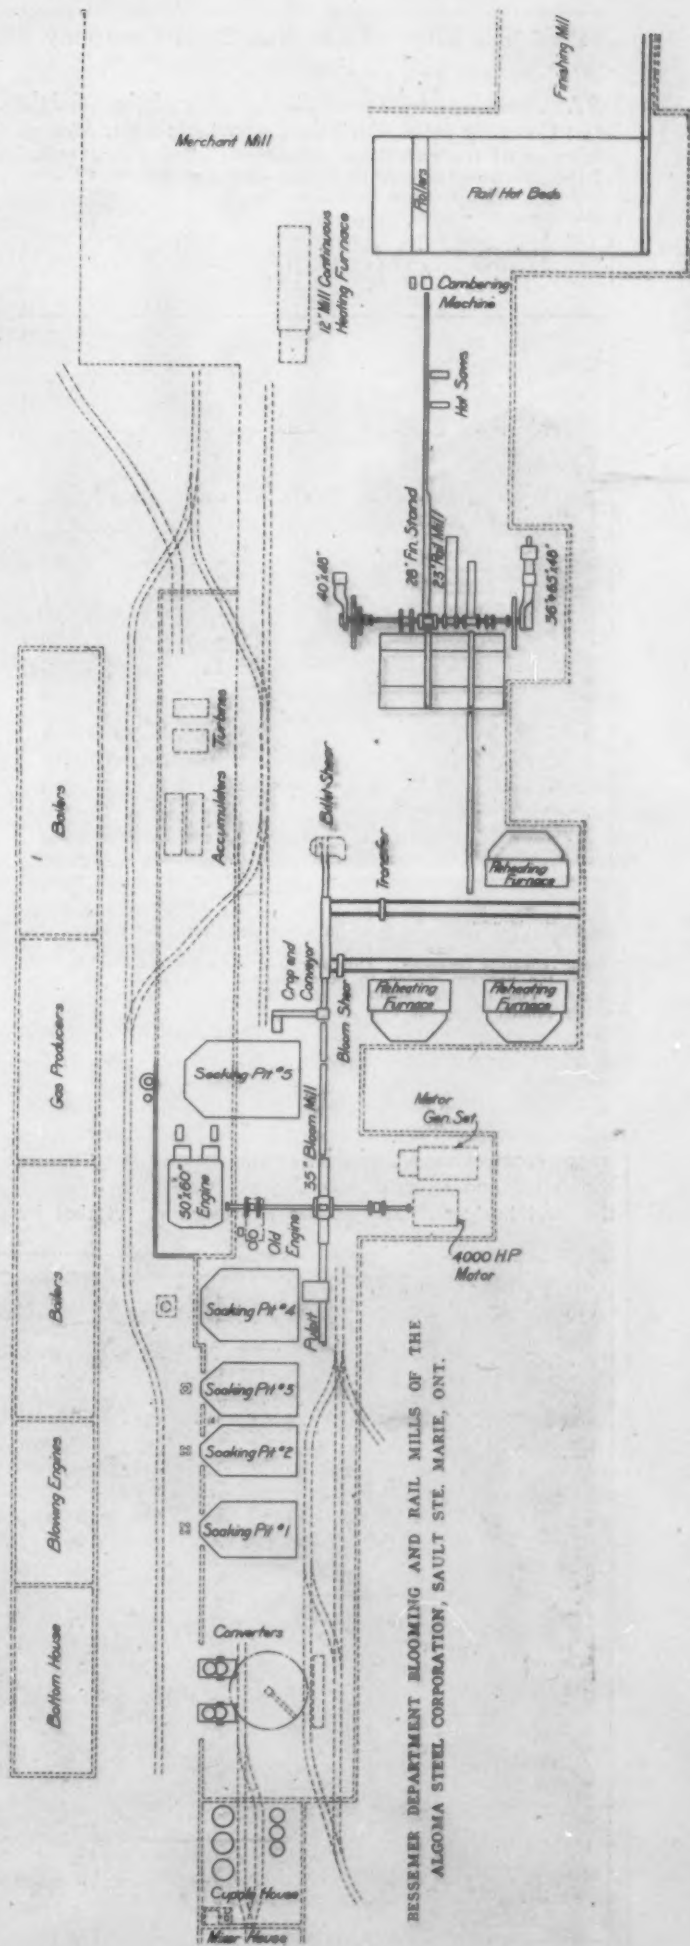 Merchant Mill
Finishing Mill
Rollers
Rail Hot Beds
12" Mill Continuous
Heating Furnace
Cambering
Machine
Hot Saws
28" Fin. Stand
23" Rail Mill
40"x48"
Boilers
Turbines
Accumulators
Billet Shear
Transfer
Reheating
Furnace
Gas Producers
Crop end
Conveyor
Bloom Shear
Reheating
Furnace
Reheating
Furnace
Soaking Pit #5
35" Bloom Mill
Motor
Gen. Set
Boilers
50"x60"
Engine
Old
Engine
4000 H.P.
Motor
Soaking Pit #4
Pulpit
Soaking Pit #3
Soaking Pit #2
Soaking Pit #1
Blowing Engines
Bottom House
Converters
Cupola House
Mixer House
BESSEMER DEPARTMENT BLOOMING AND RAIL MILLS OF THE
ALGOMA STEEL CORPORATION, SAULT STE. MARIE, ONT.